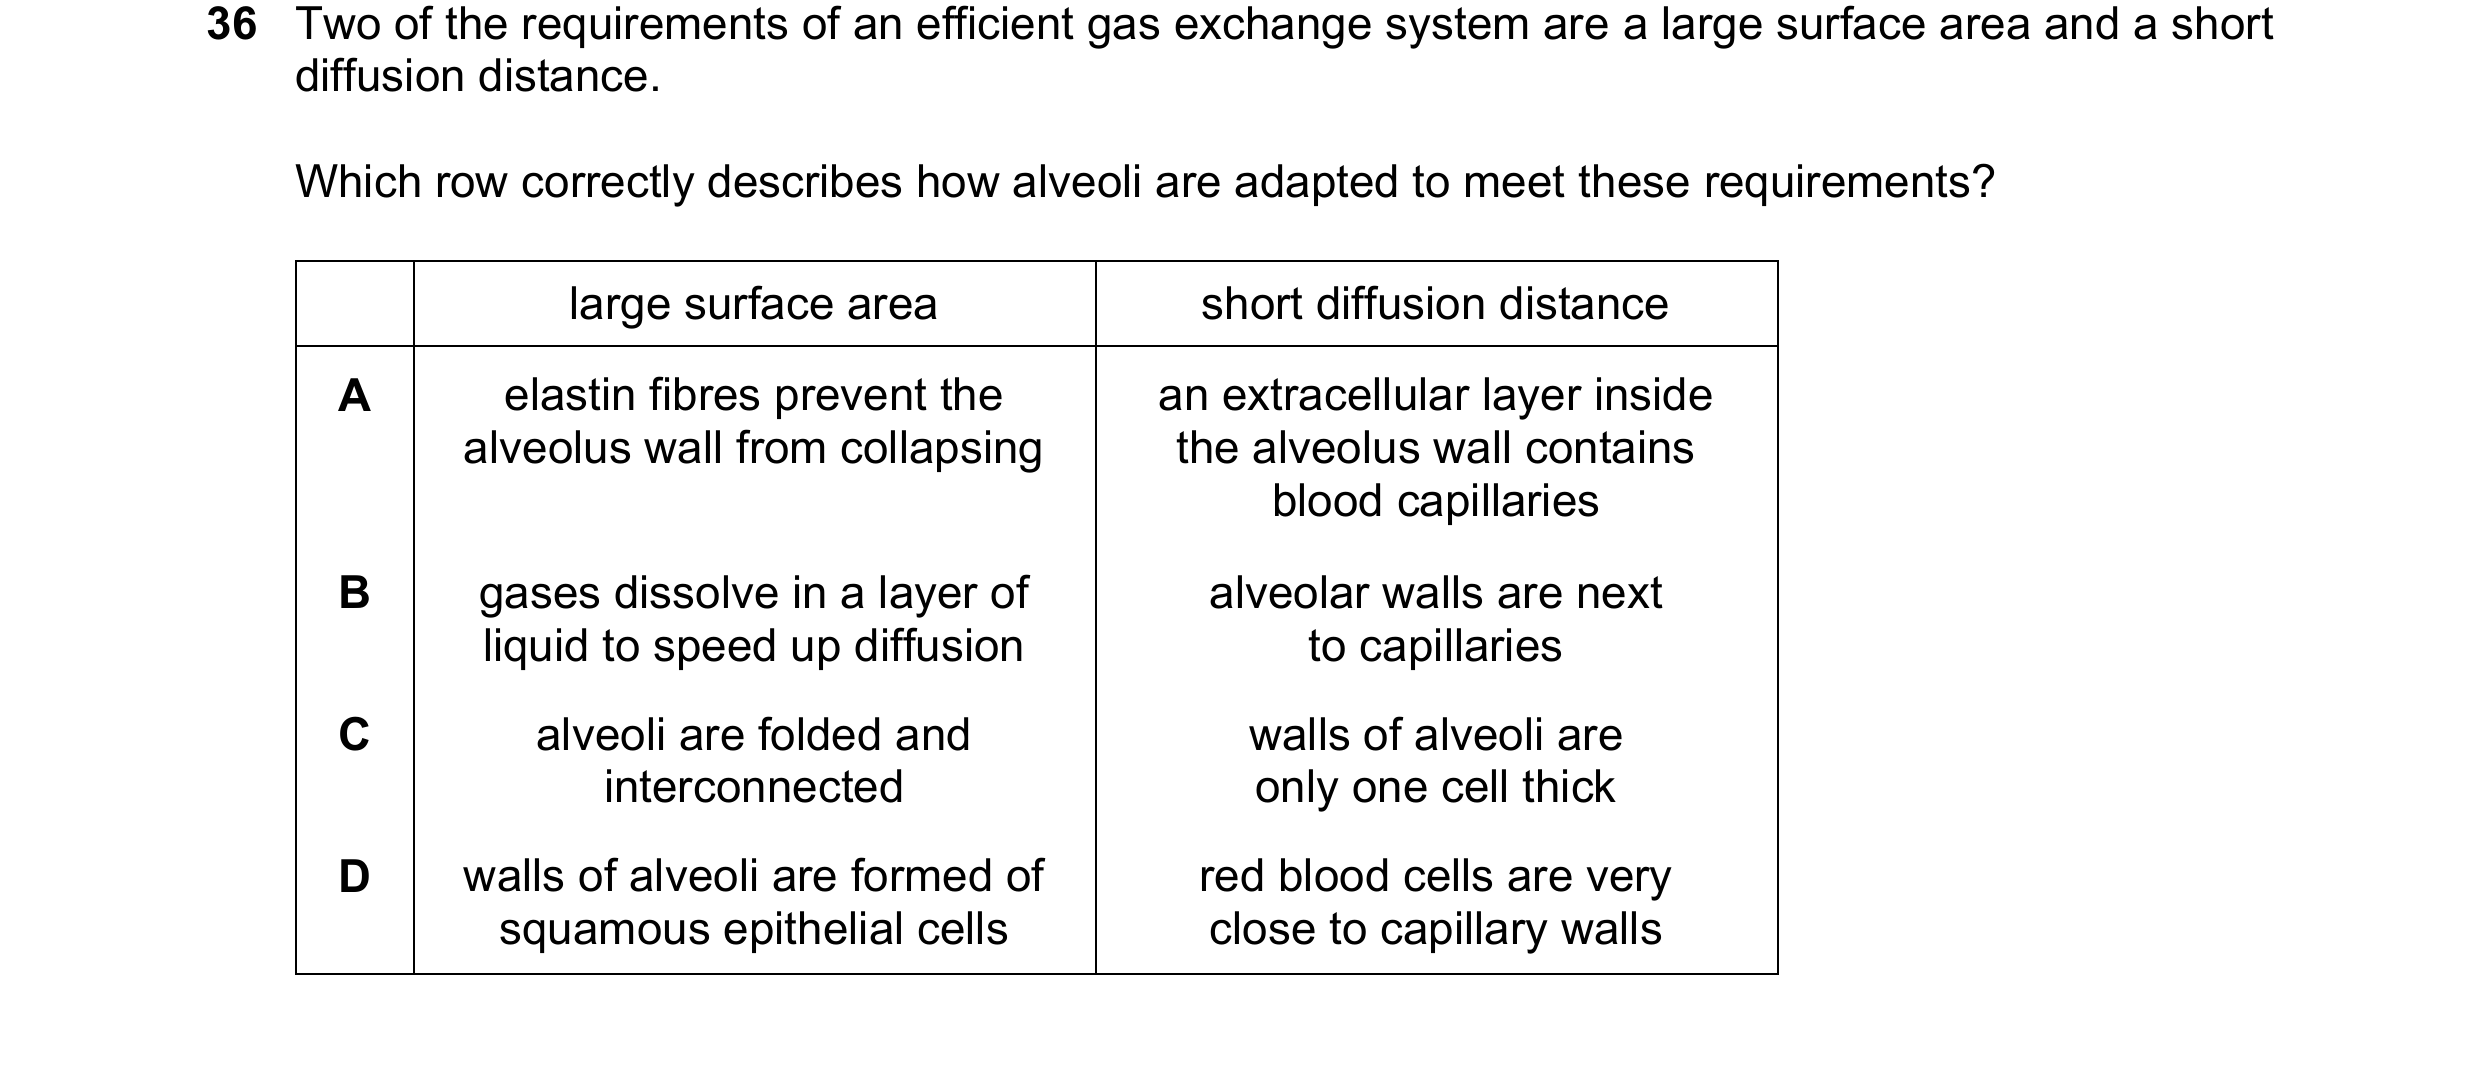 36 Two of the requirements of an efficient gas exchange system are a large surface area and a short
diffusion distance.
Which row correctly describes how alveoli are adapted to meet these requirements?
large surface area short diffusion distance
A elastin fibres prevent the an extracellular layer inside
alveolus wall from collapsing the alveolus wall contains
blood capillaries
B gases dissolve in a layer of alveolar walls are next
liquid to speed up diffusion to capillaries
C alveoli are folded and walls of alveoli are
interconnected only one cell thick
D walls of alveoli are formed of red blood cells are very
squamous epithelial cells close to capillary walls